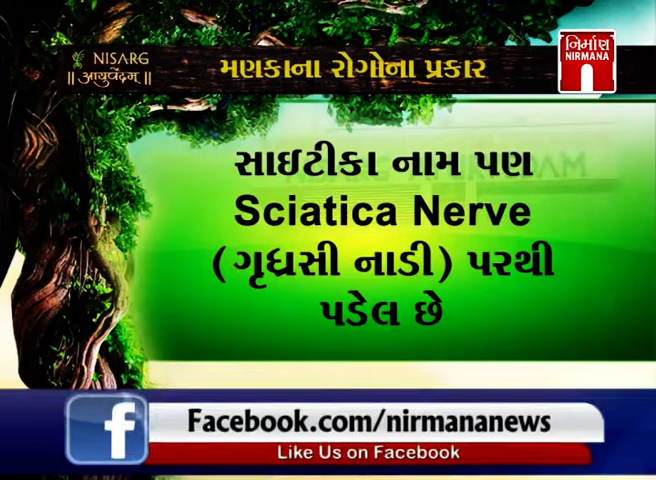 NISARG
॥ आयुर्वेदम् ॥
મણકાના રોગોના પ્રકાર
નિર્માણ
NIRMANA
સાઇટીકા નામ પણ
Sciatica Nerve
(ગૃધ્રસી નાડી) પરથી
પડેલ છે
Facebook.com/nirmananews
Like Us on Facebook